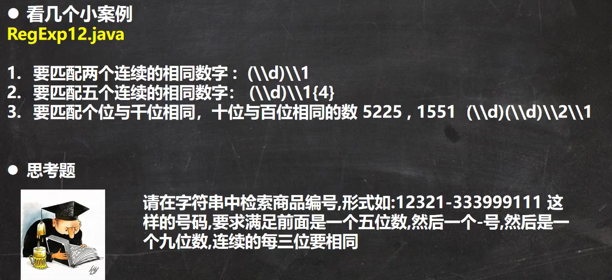 ● 看几个小案例
RegExp12.java
1. 要匹配两个连续的相同数字 : (\\d)\\1
2. 要匹配五个连续的相同数字: (\\d)\\1{4}
3. 要匹配个位与千位相同，十位与百位相同的数 5225 , 1551 (\\d)(\\d)\\2\\1
● 思考题
请在字符串中检索商品编号,形式如:12321-333999111 这
样的号码,要求满足前面是一个五位数,然后一个-号,然后是一
个九位数,连续的每三位要相同